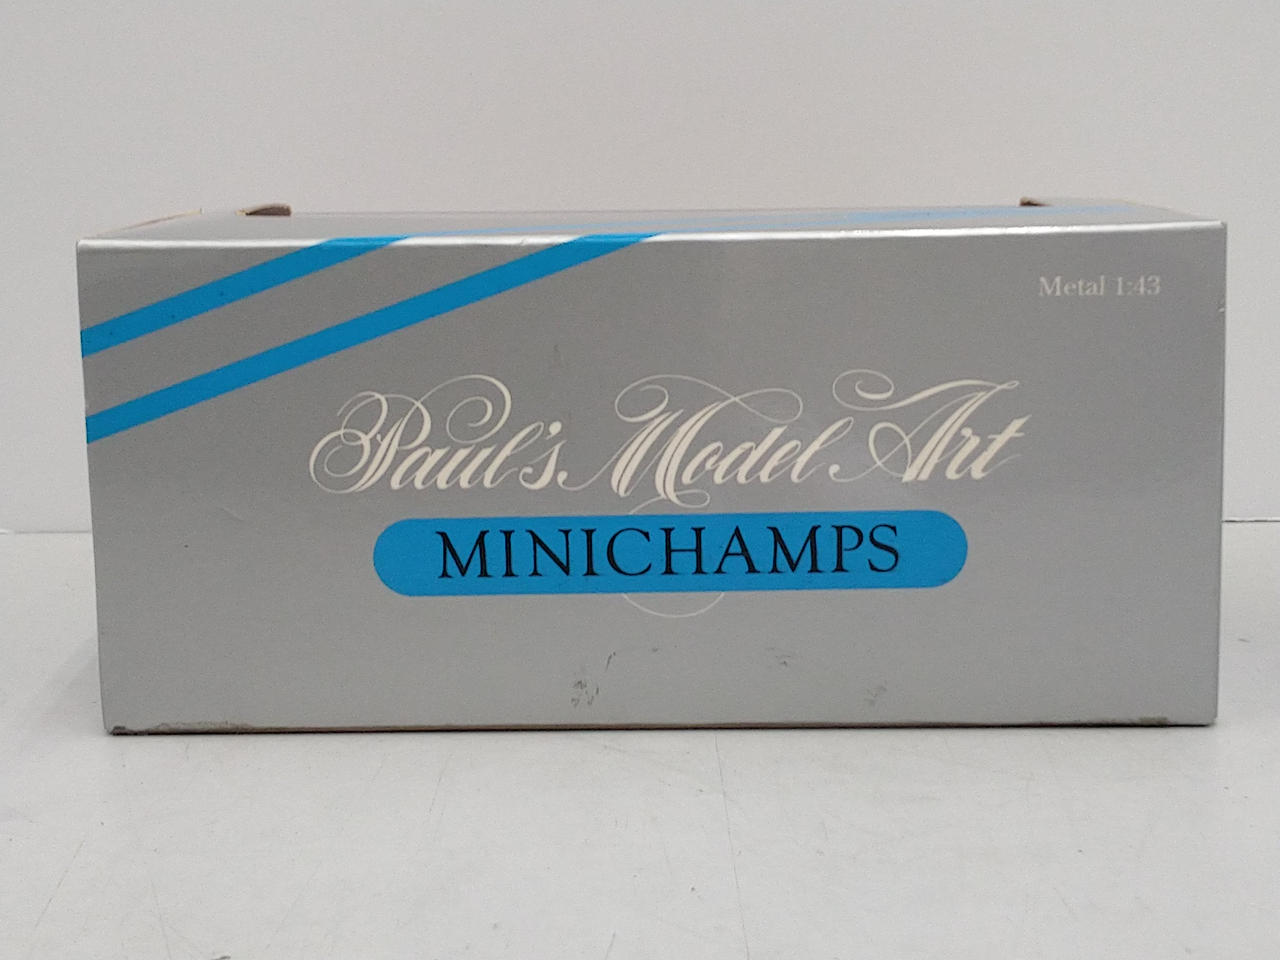 Metal 1:43
Paul's Model Art
MINICHAMPS